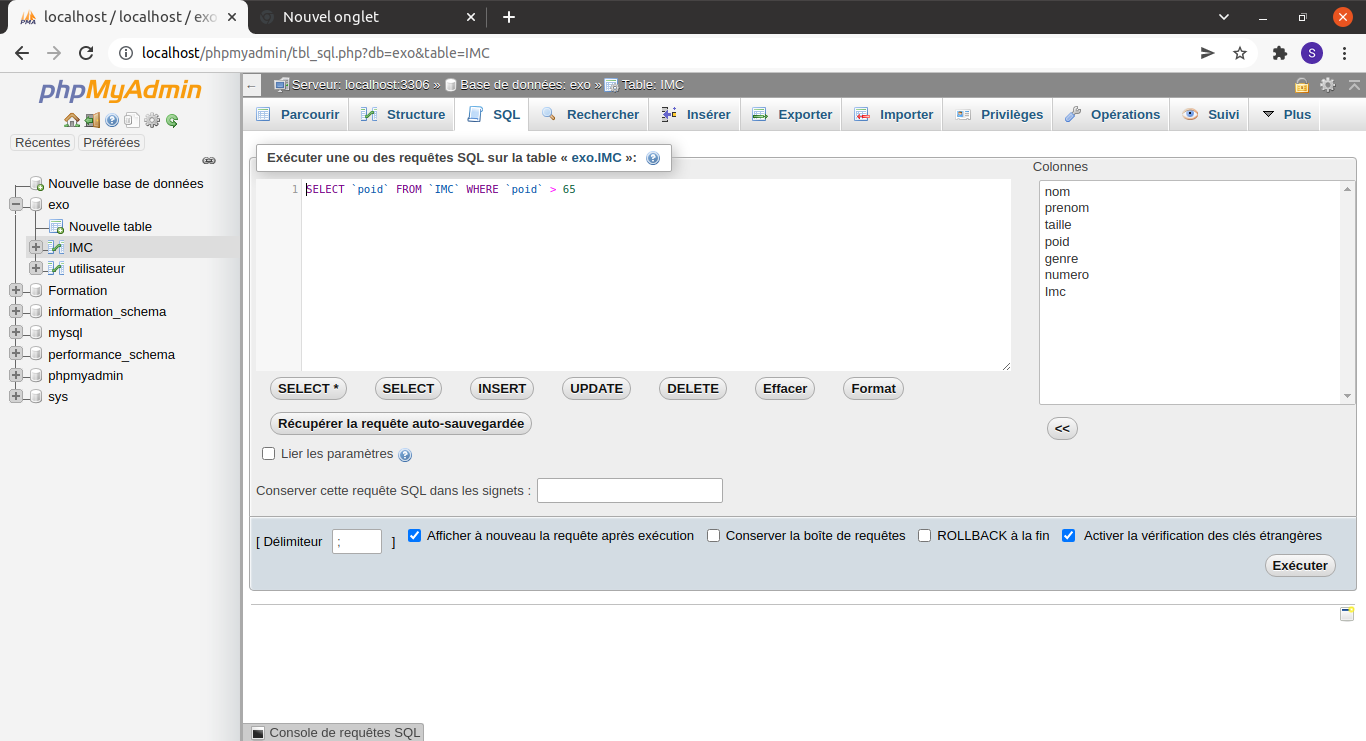 localhost / localhost / exo
Nouvel onglet
localhost/phpmyadmin/tbl_sql.php?db=exo&table=IMC
S
phpMyAdmin
Récentes Préférées
Nouvelle base de données
exo
Nouvelle table
IMC
utilisateur
Formation
information_schema
mysql
performance_schema
phpmyadmin
sys
Serveur: localhost:3306 » Base de données: exo » Table: IMC
Parcourir Structure SQL Rechercher Insérer Exporter Importer Privilèges Opérations Suivi Plus
Exécuter une ou des requêtes SQL sur la table « exo.IMC »:
1 SELECT `poid` FROM `IMC` WHERE `poid` > 65
Colonnes
nom
prenom
taille
poid
genre
numero
Imc
<<
SELECT * SELECT INSERT UPDATE DELETE Effacer Format
Récupérer la requête auto-sauvegardée
Lier les paramètres
Conserver cette requête SQL dans les signets :
[ Délimiteur ; ] Afficher à nouveau la requête après exécution Conserver la boîte de requêtes ROLLBACK à la fin Activer la vérification des clés étrangères
Exécuter
Console de requêtes SQL